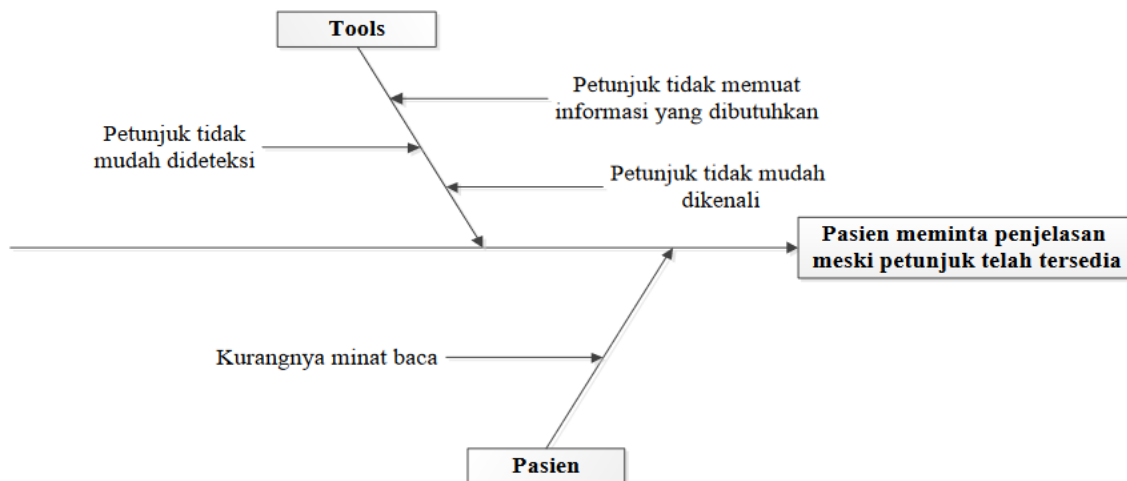 Tools
Petunjuk tidak memuat
informasi yang dibutuhkan
Petunjuk tidak
mudah dideteksi
Petunjuk tidak mudah
dikenali
Pasien meminta penjelasan
meski petunjuk telah tersedia
Kurangnya minat baca
Pasien